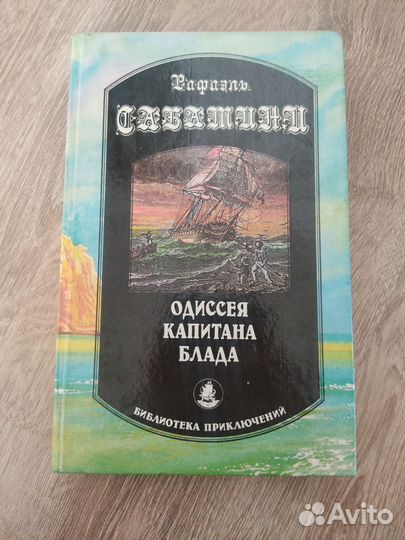 Рафаэль
САБАТИНИ
ОДИССЕЯ
КАПИТАНА
БЛАДА
БИБЛИОТЕКА ПРИКЛЮЧЕНИЙ
Avito